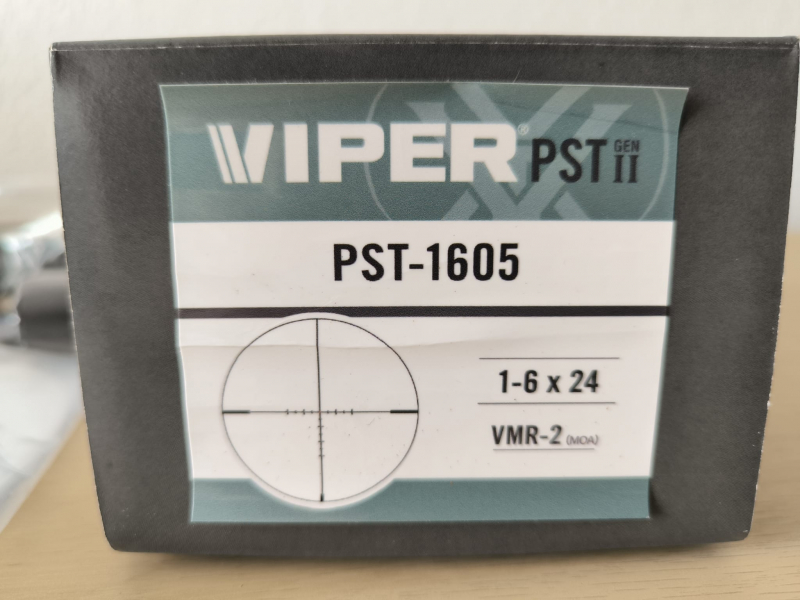 VIPER® PST GEN II
PST-1605
1-6 x 24
VMR-2 (MOA)